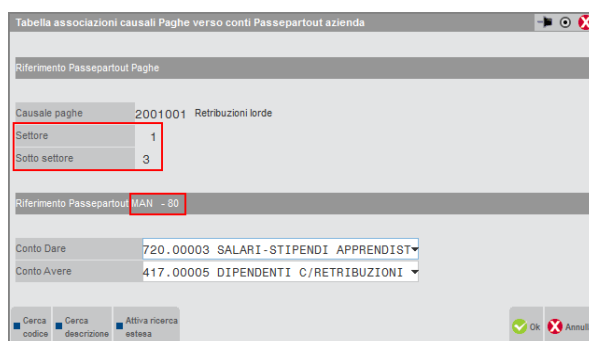 Tabella associazioni causali Paghe verso conti Passepartout azienda
Riferimento Passepartout Paghe
Causale paghe 2001001 Retribuzioni lorde
Settore 1
Sotto settore 3
Riferimento Passepartout MAN - 80
Conto Dare 720.00003 SALARI-STIPENDI APPRENDIST
Conto Avere 417.00005 DIPENDENTI C/RETRIBUZIONI
Cerca codice Cerca descrizione Attiva ricerca estesa Ok Annull